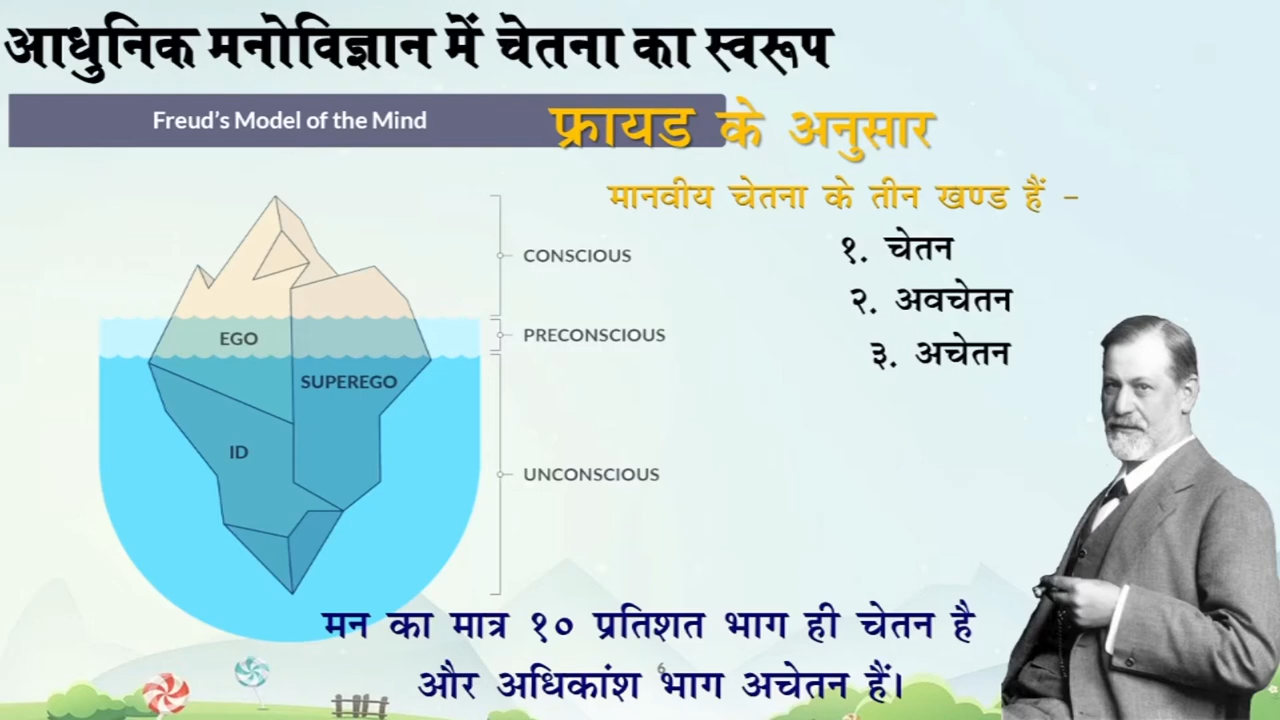 आधुनिक मनोविज्ञान में चेतना का स्वरूप
Freud's Model of the Mind
फ्रायड के अनुसार
मानवीय चेतना के तीन खण्ड हैं -
१. चेतन
२. अवचेतन
३. अचेतन
CONSCIOUS
PRECONSCIOUS
UNCONSCIOUS
EGO
SUPEREGO
ID
मन का मात्र १० प्रतिशत भाग ही चेतन है
और अधिकांश भाग अचेतन हैं।
6